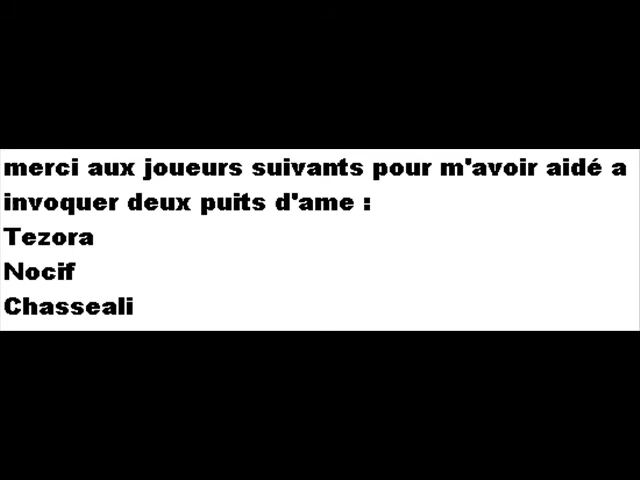 merci aux joueurs suivants pour m'avoir aidé a
invoquer deux puits d'ame :
Tezora
Nocif
Chasseali